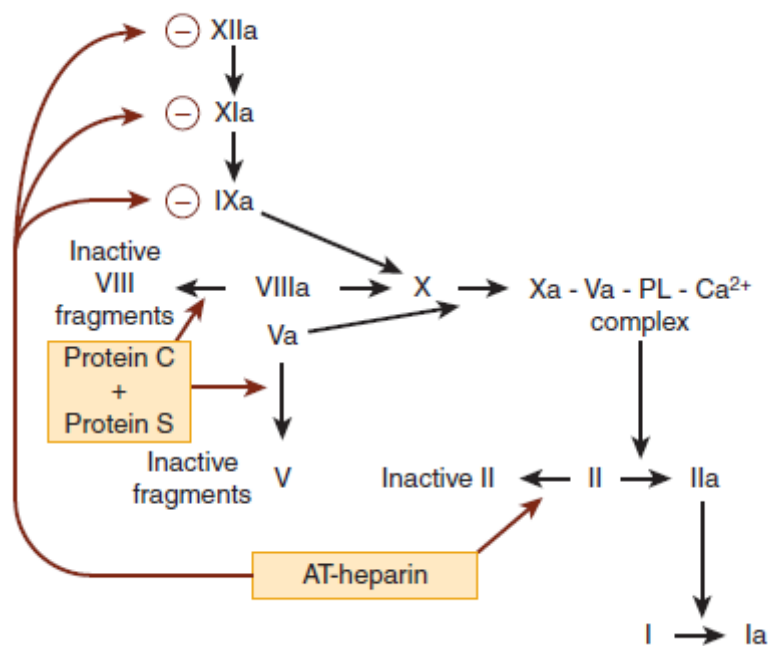 − XIIa
− XIa
− IXa
Inactive
VIII
fragments
VIIIa
X
Xa - Va - PL - Ca²⁺
complex
Va
Protein C
+
Protein S
Inactive
fragments
V
Inactive II
II
IIa
AT-heparin
I
Ia